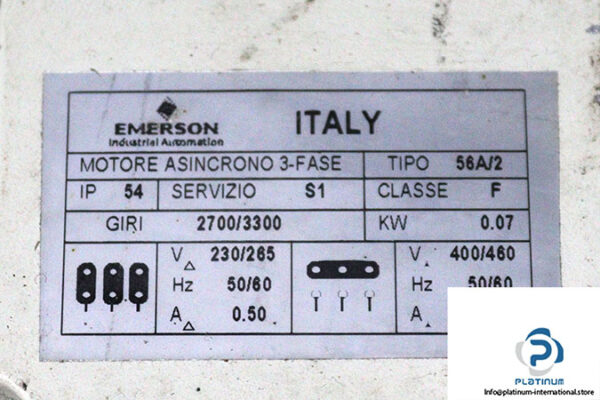 EMERSON
Industrial Automation
ITALY
MOTORE ASINCRONO 3-FASE TIPO 56A/2
IP 54 SERVIZIO S1 CLASSE F
GIRI 2700/3300 KW 0.07
V 230/265 V 400/460
Hz 50/60 Hz 50/60
A 0.50 A
PLATINUM
https://platinum-international.store